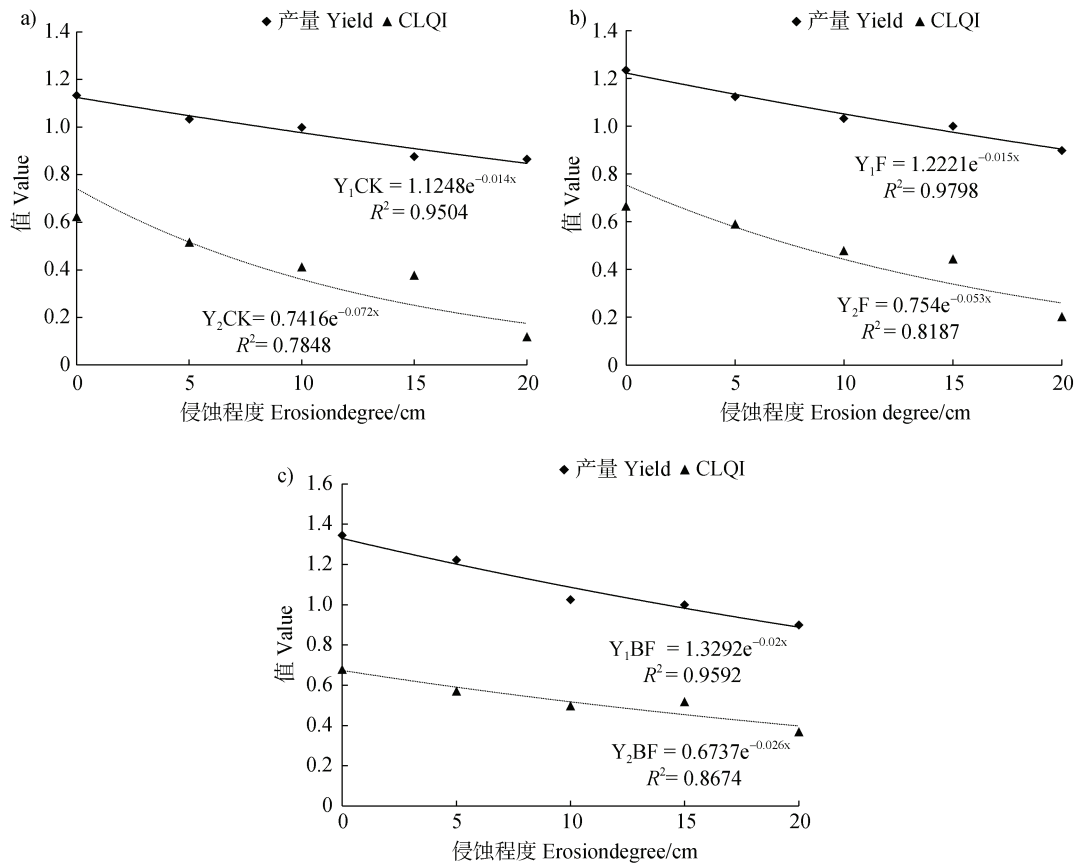 a)
◆ 产量 Yield ▲ CLQI
1.4
1.2
1.0
0.8
0.6
0.4
0.2
0
值 Value
Y₁CK = 1.1248e⁻⁰·⁰¹⁴ˣ
R² = 0.9504
Y₂CK= 0.7416e⁻⁰·⁰⁷²ˣ
R²= 0.7848
0 5 10 15 20
侵蚀程度 Erosiondegree/cm
b)
◆ 产量 Yield ▲ CLQI
1.4
1.2
1.0
0.8
0.6
0.4
0.2
0
值 Value
Y₁F = 1.2221e⁻⁰·⁰¹⁵ˣ
R² = 0.9798
Y₂F = 0.754e⁻⁰·⁰⁵³ˣ
R²= 0.8187
0 5 10 15 20
侵蚀程度 Erosion degree/cm
c)
◆ 产量 Yield ▲ CLQI
1.6
1.4
1.2
1.0
0.8
0.6
0.4
0.2
0
值 Value
Y₁BF = 1.3292e⁻⁰·⁰²ˣ
R² = 0.9592
Y₂BF = 0.6737e⁻⁰·⁰²⁶ˣ
R²= 0.8674
0 5 10 15 20
侵蚀程度 Erosiondegree/cm